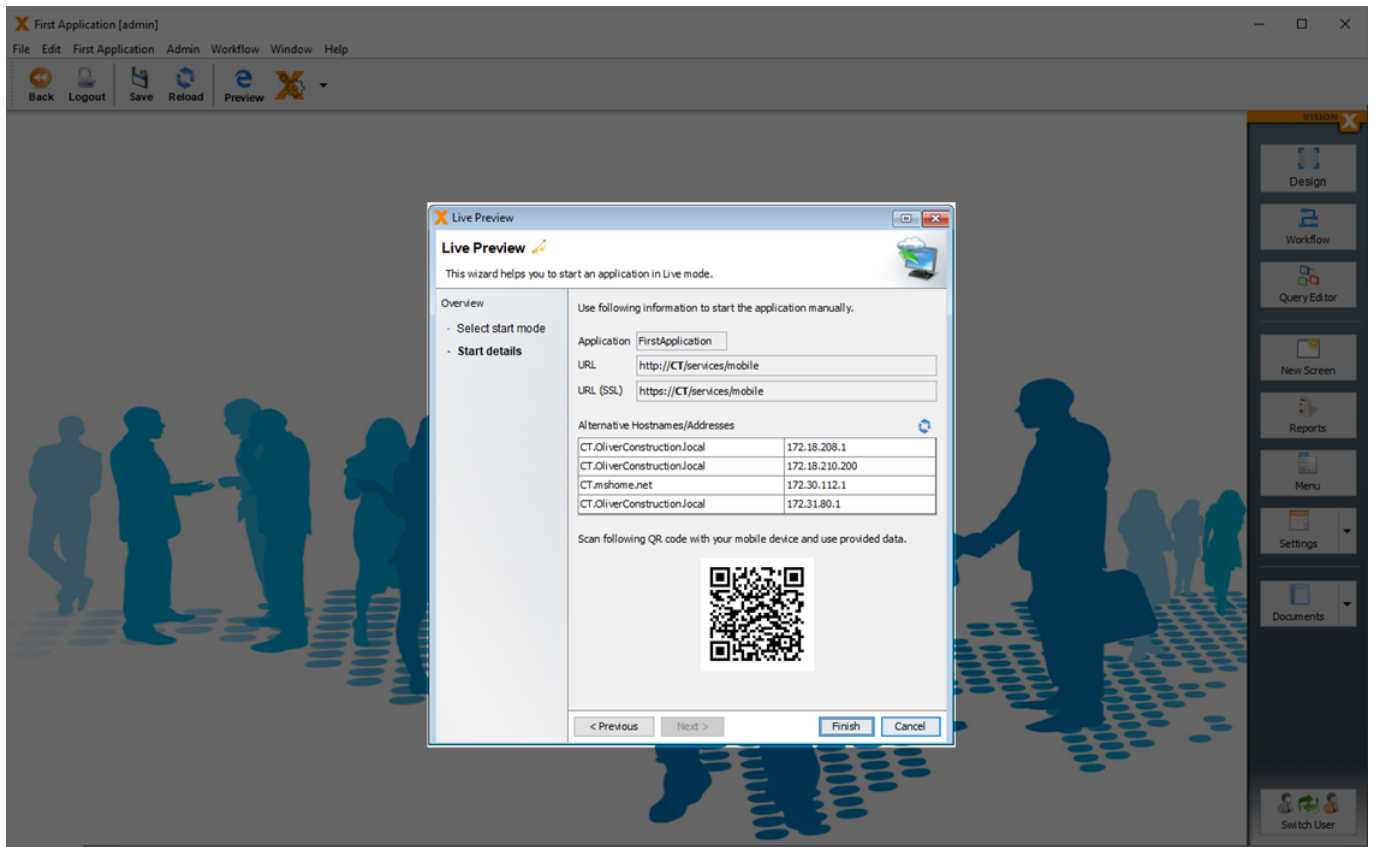 First Application [admin]
File Edit First Application Admin Workflow Window Help
Back Logout Save Reload Preview
VISION X
Design
Workflow
Query Editor
New Screen
Reports
Menu
Settings
Documents
Switch User
Live Preview
Live Preview
This wizard helps you to start an application in Live mode.
Overview
· Select start mode
· Start details
Use following information to start the application manually.
Application FirstApplication
URL http://CT/services/mobile
URL (SSL) https://CT/services/mobile
Alternative Hostnames/Addresses
CT.OliverConstruction.local 172.18.208.1
CT.OliverConstruction.local 172.18.210.200
CT.mshome.net 172.30.112.1
CT.OliverConstruction.local 172.31.80.1
Scan following QR code with your mobile device and use provided data.
< Previous Next > Finish Cancel